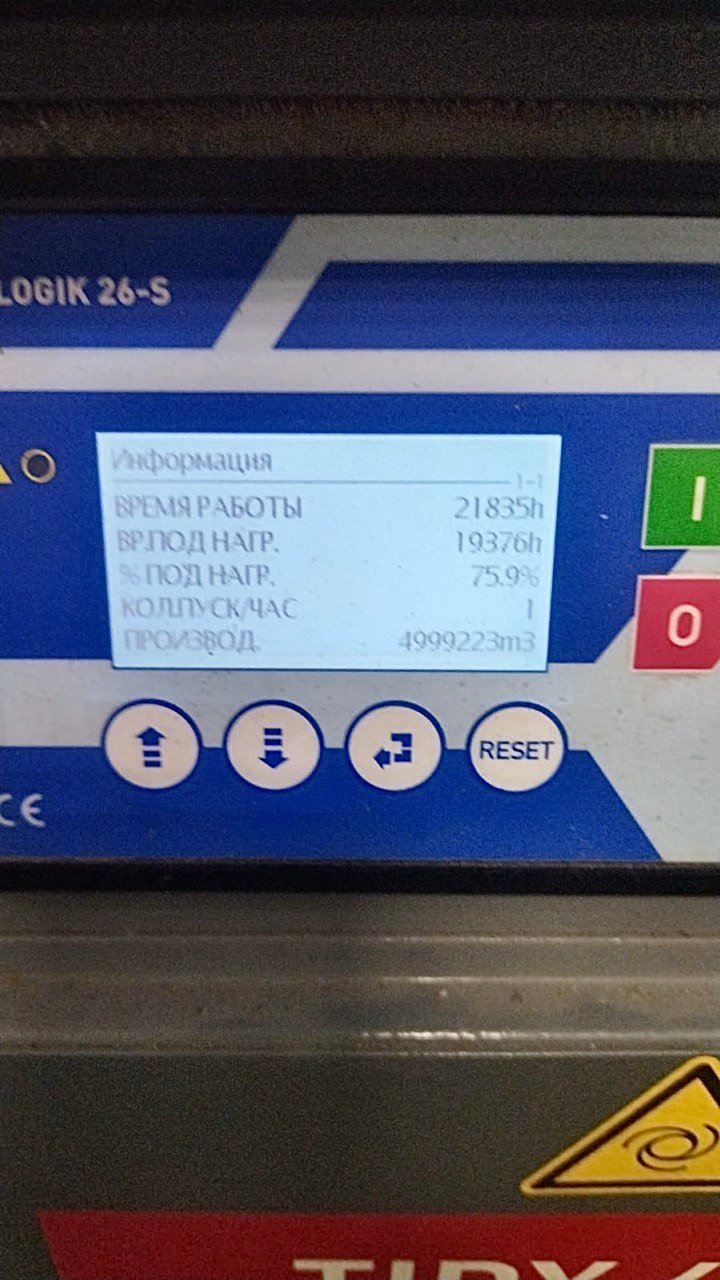 LOGIK 26-S
Информация
1-1
ВРЕМЯ РАБОТЫ 21835h
ВР.ПОД НАГР. 19376h
% ПОД НАГР. 75.9%
КОЛ.ПУСК/ЧАС 1
ПРОИЗВОД. 4999223m3
I
O
RESET
CE